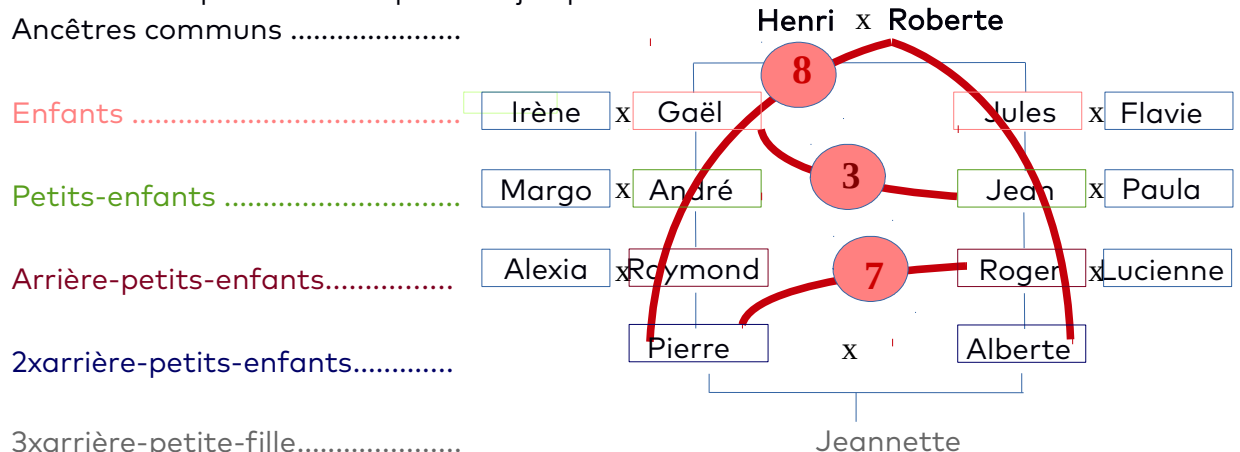 Henri x Roberte
Ancêtres communs ......................
8
Enfants ...........................................
Irène x Gaël Jules x Flavie
3
Petits-enfants ...............................
Margo x André Jean x Paula
Arrière-petits-enfants.................
Alexia x Raymond Roger x Lucienne
7
2xarrière-petits-enfants.............
Pierre x Alberte
3xarrière-petite-fille.....................
Jeannette